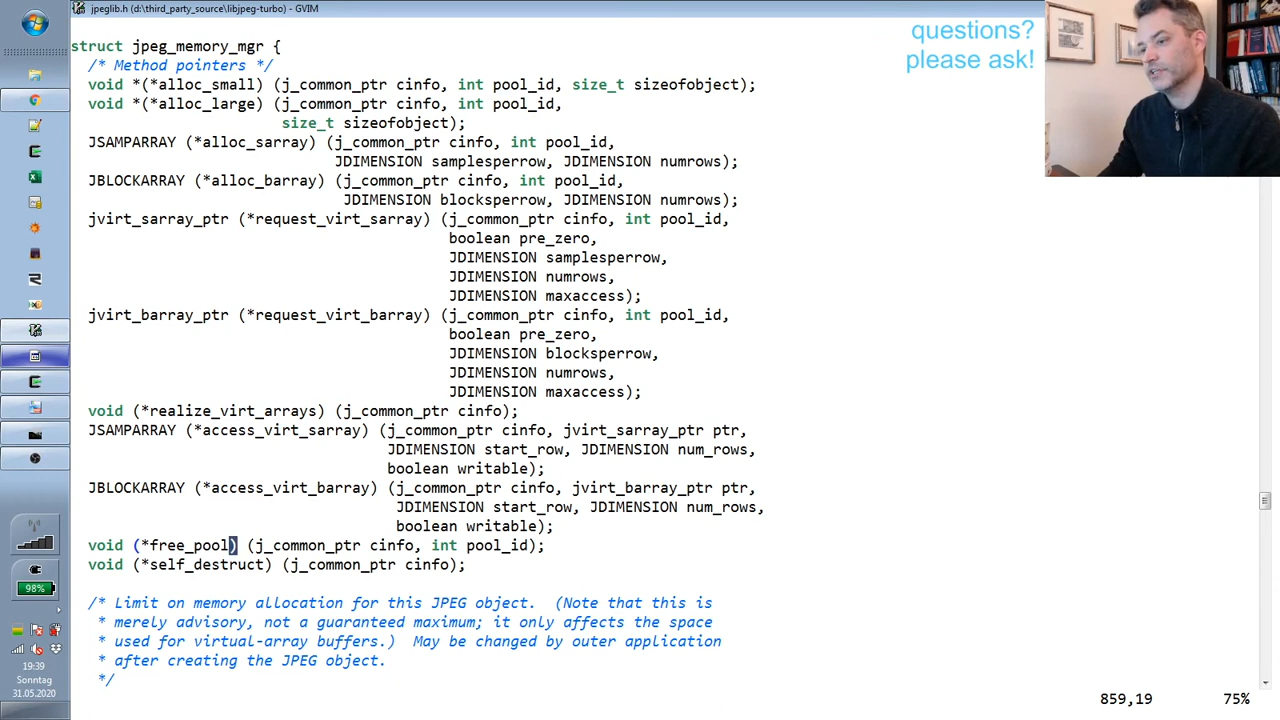 jpeglib.h (d:\third_party_source\libjpeg-turbo) - GVIM
questions?
please ask!
struct jpeg_memory_mgr {
/* Method pointers */
void *(*alloc_small) (j_common_ptr cinfo, int pool_id, size_t sizeofobject);
void *(*alloc_large) (j_common_ptr cinfo, int pool_id,
size_t sizeofobject);
JSAMPARRAY (*alloc_sarray) (j_common_ptr cinfo, int pool_id,
JDIMENSION samplesperrow, JDIMENSION numrows);
JBLOCKARRAY (*alloc_barray) (j_common_ptr cinfo, int pool_id,
JDIMENSION blocksperrow, JDIMENSION numrows);
jvirt_sarray_ptr (*request_virt_sarray) (j_common_ptr cinfo, int pool_id,
boolean pre_zero,
JDIMENSION samplesperrow,
JDIMENSION numrows,
JDIMENSION maxaccess);
jvirt_barray_ptr (*request_virt_barray) (j_common_ptr cinfo, int pool_id,
boolean pre_zero,
JDIMENSION blocksperrow,
JDIMENSION numrows,
JDIMENSION maxaccess);
void (*realize_virt_arrays) (j_common_ptr cinfo);
JSAMPARRAY (*access_virt_sarray) (j_common_ptr cinfo, jvirt_sarray_ptr ptr,
JDIMENSION start_row, JDIMENSION num_rows,
boolean writable);
JBLOCKARRAY (*access_virt_barray) (j_common_ptr cinfo, jvirt_barray_ptr ptr,
JDIMENSION start_row, JDIMENSION num_rows,
boolean writable);
void (*free_pool) (j_common_ptr cinfo, int pool_id);
void (*self_destruct) (j_common_ptr cinfo);
/* Limit on memory allocation for this JPEG object.  (Note that this is
* merely advisory, not a guaranteed maximum; it only affects the space
* used for virtual-array buffers.)  May be changed by outer application
* after creating the JPEG object.
*/
98%
19:39
Sonntag
31.05.2020
859,19
75%